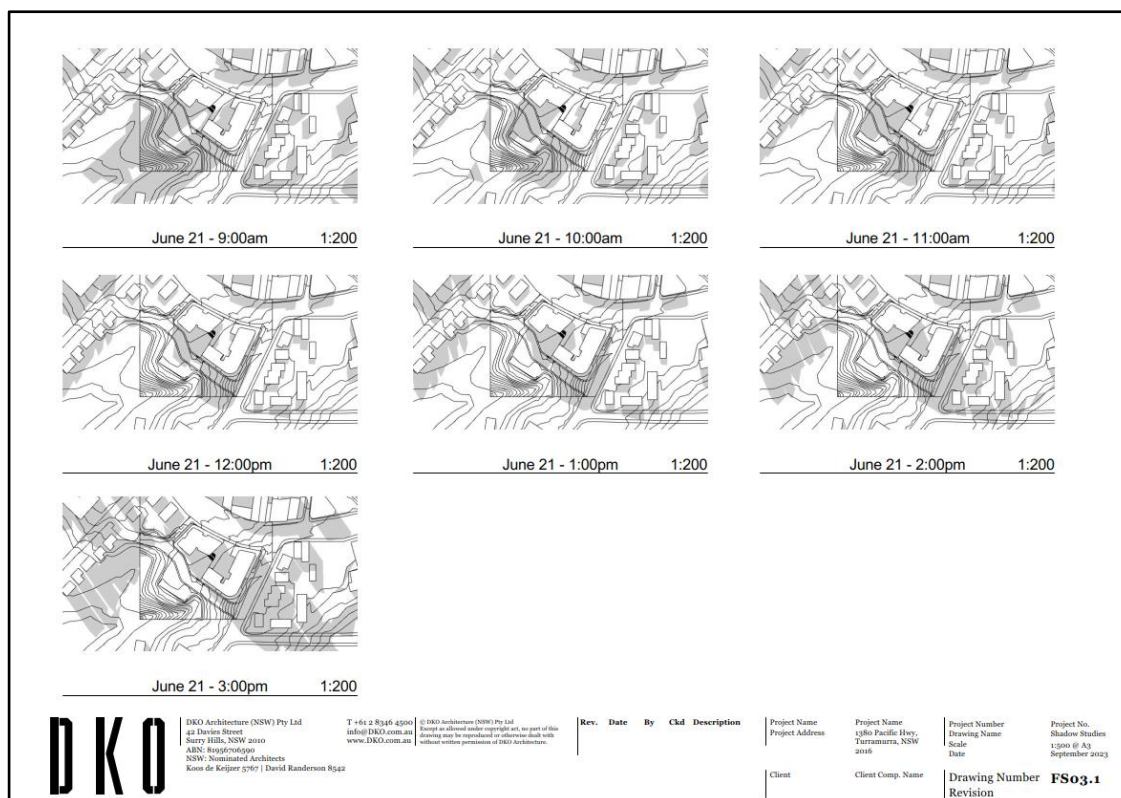 June 21 - 9:00am 1:200
June 21 - 10:00am 1:200
June 21 - 11:00am 1:200
June 21 - 12:00pm 1:200
June 21 - 1:00pm 1:200
June 21 - 2:00pm 1:200
June 21 - 3:00pm 1:200
DKO
DKO Architecture (NSW) Pty Ltd
42 Davies Street
Surry Hills, NSW 2010
ABN: 81956706590
NSW: Nominated Architects
Koos de Keijzer 5767 | David Randerson 8542
T +61 2 8346 4500
info@DKO.com.au
www.DKO.com.au
© DKO Architecture (NSW) Pty Ltd
Except as allowed under copyright act, no part of this
drawing may be reproduced or otherwise dealt with
without written permission of DKO Architecture.
Rev. Date By Ckd Description
Project Name Project Name
Project Address 1380 Pacific Hwy,
Turramurra, NSW
2016
Client Client Comp. Name
Project Number Project No.
Drawing Name Shadow Studies
Scale 1:500 @ A3
Date September 2023
Drawing Number FS03.1
Revision